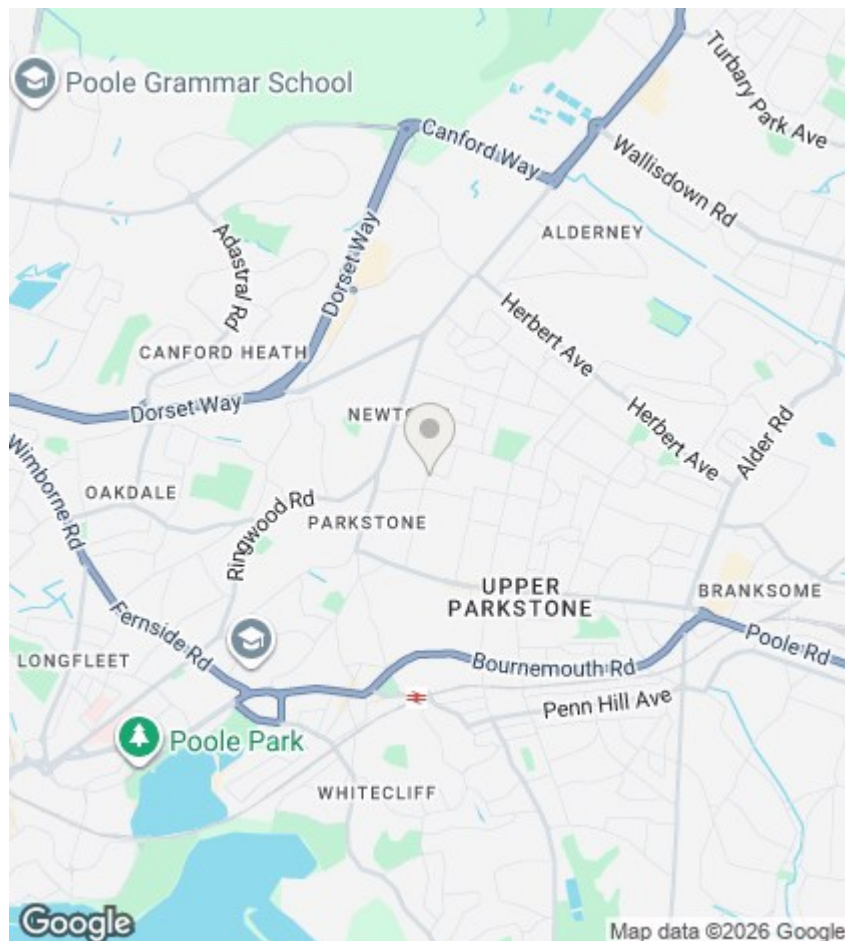 Poole Grammar School
Turbary Park Ave
Canford Way
Wallisdown Rd
Adastral Rd
Dorset Way
ALDERNEY
Herbert Ave
CANFORD HEATH
Dorset Way
Herbert Ave
Alder Rd
Wimborne Rd
OAKDALE
Ringwood Rd
PARKSTONE
UPPER
PARKSTONE
BRANKSOME
Fernside Rd
LONGFLEET
Bournemouth Rd
Poole Rd
Penn Hill Ave
Poole Park
WHITECLIFF
Google
Map data ©2026 Google